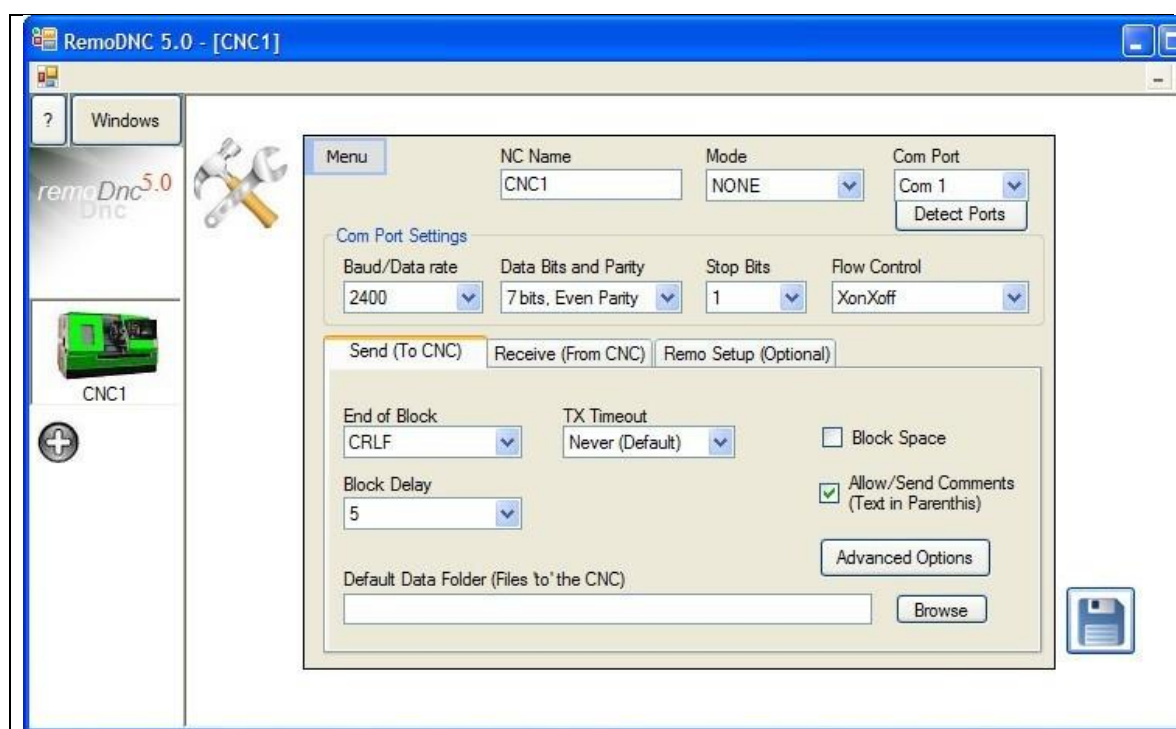 RemoDNC 5.0 - [CNC1]
? Windows
remoDnc5.0
Dnc
CNC1
Menu NC Name Mode Com Port
CNC1 NONE Com 1
Detect Ports
Com Port Settings
Baud/Data rate Data Bits and Parity Stop Bits Flow Control
2400 7 bits, Even Parity 1 XonXoff
Send (To CNC) Receive (From CNC) Remo Setup (Optional)
End of Block TX Timeout
CRLF Never (Default) Block Space
Block Delay Allow/Send Comments
5 (Text in Parenthis)
Advanced Options
Default Data Folder (Files 'to' the CNC)
Browse